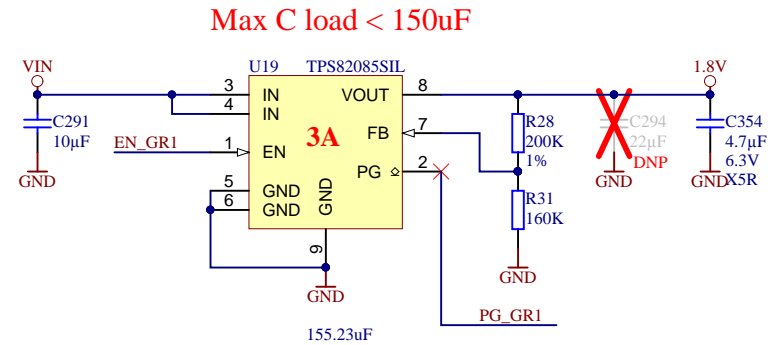 Max C load < 150uF
VIN
U19 TPS82085SIL
1.8V
3 IN VOUT 8
4 IN
C291
10µF
EN_GR1 1 EN
3A
FB 7
PG 2
R28
200K
1%
C294
22µF
DNP
C354
4.7µF
6.3V
X5R
GND
5 GND
6 GND
GND
9
R31
160K
GND
GND
GND
GND
PG_GR1
155.23uF